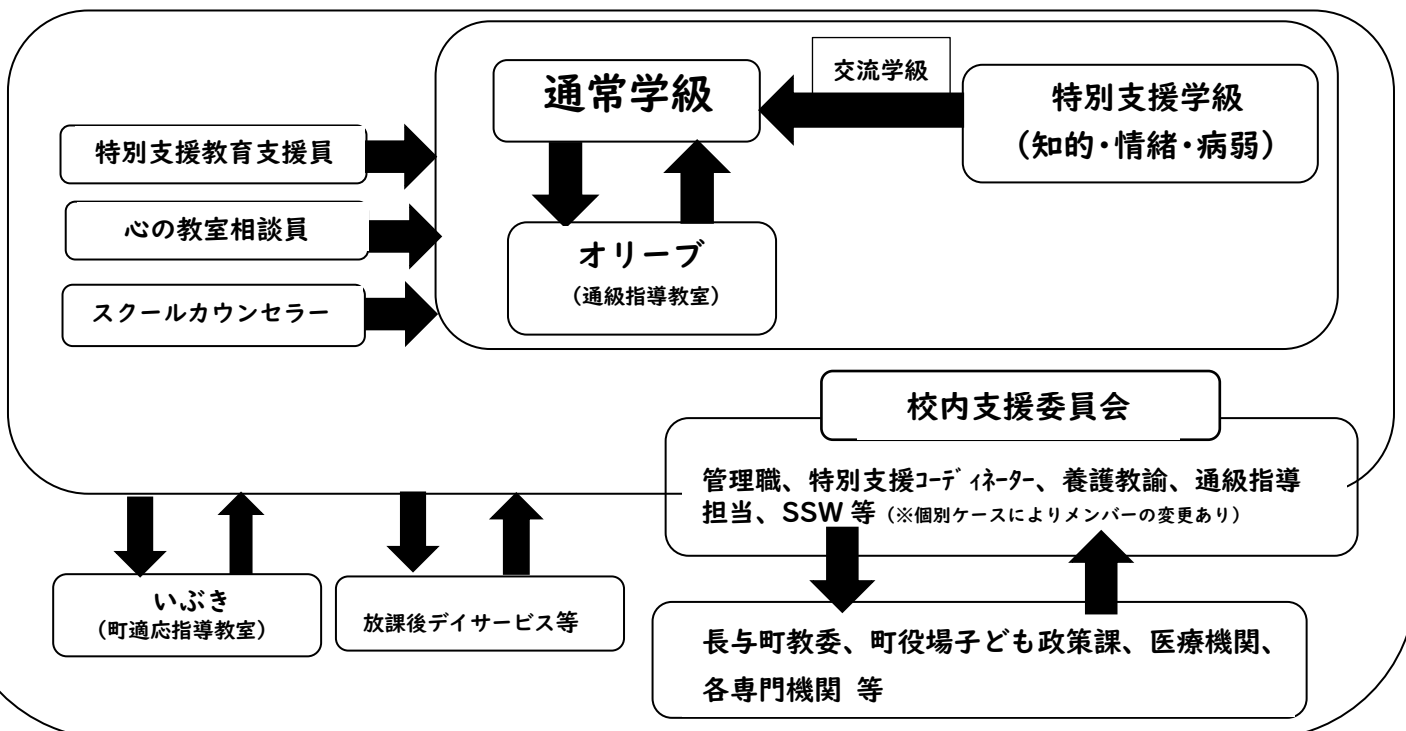 通常学級
交流学級
特別支援学級
(知的・情緒・病弱)
特別支援教育支援員
心の教室相談員
スクールカウンセラー
オリーブ
(通級指導教室)
校内支援委員会
管理職、特別支援ｺｰﾃﾞｨﾈｰﾀｰ、養護教諭、通級指導
担当、SSW 等 (※個別ケースによりメンバーの変更あり)
いぶき
(町適応指導教室)
放課後デイサービス等
長与町教委、町役場子ども政策課、医療機関、
各専門機関 等